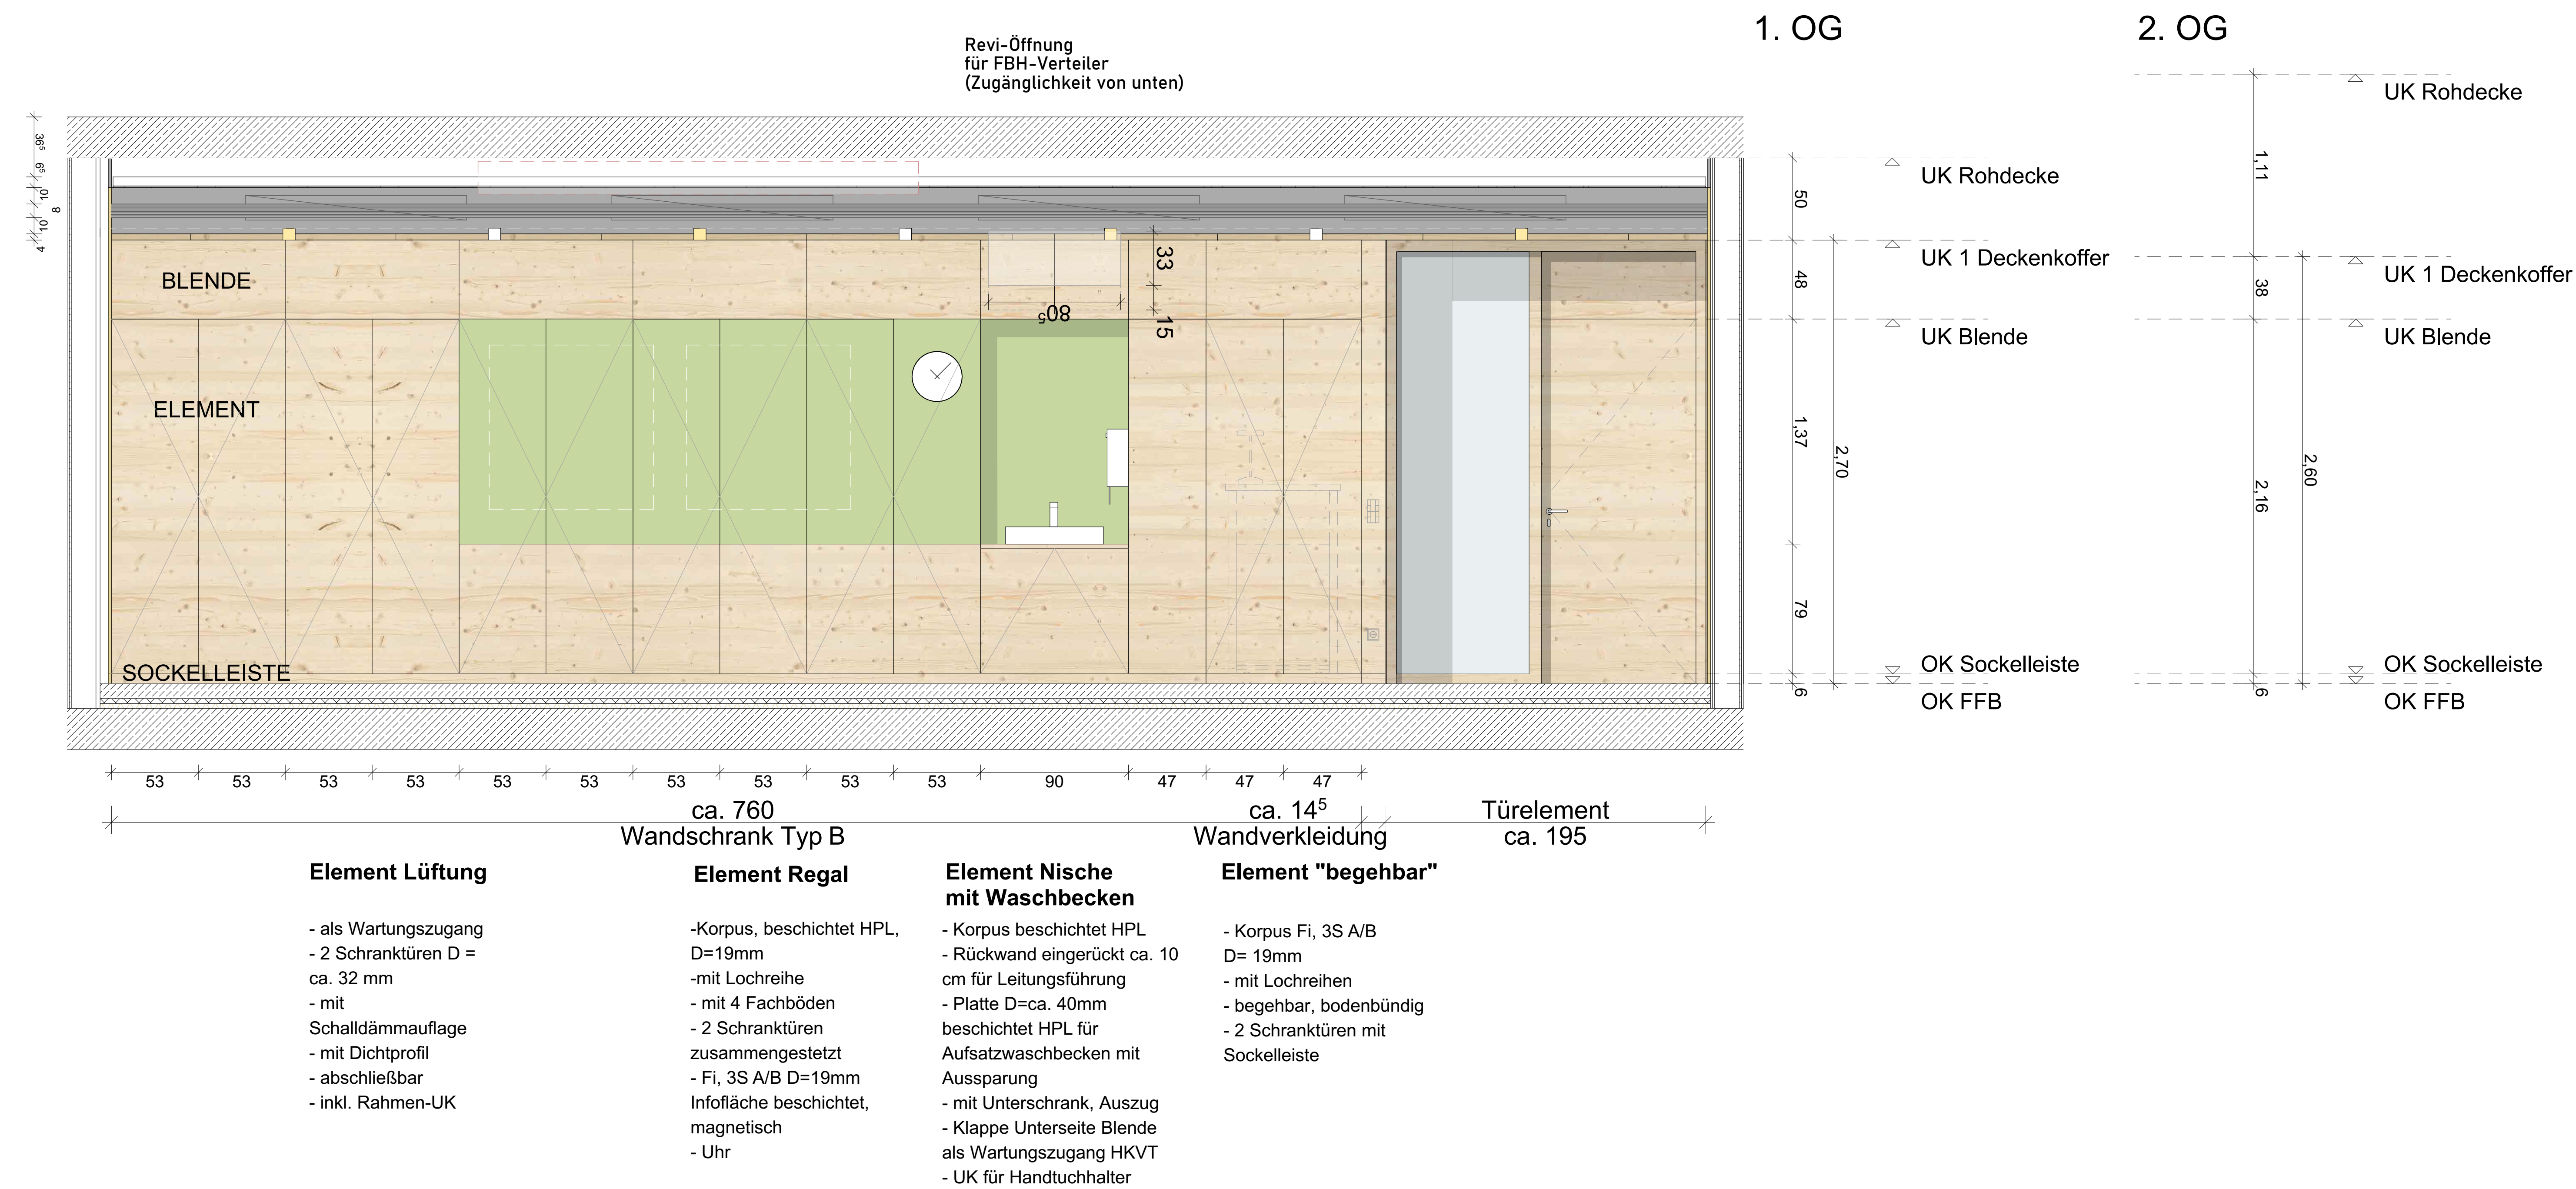 1. OG
2. OG
Revi-Öffnung
für FBH-Verteiler
(Zugänglichkeit von unten)
UK Rohdecke
UK Rohdecke
36⁵
6⁵
10
8
10
4
50
1,11
UK 1 Deckenkoffer
UK 1 Deckenkoffer
BLENDE
33
48
38
80⁵
15
UK Blende
UK Blende
ELEMENT
1,37
2,70
2,60
2,16
79
SOCKELLEISTE
OK Sockelleiste
OK Sockelleiste
6
6
OK FFB
OK FFB
53 53 53 53 53 53 53 53 53 53 90 47 47 47
ca. 760
ca. 14⁵
Türelement
Wandschrank Typ B
Wandverkleidung
ca. 195
Element Lüftung
- als Wartungszugang
- 2 Schranktüren D =
ca. 32 mm
- mit
Schalldämmauflage
- mit Dichtprofil
- abschließbar
- inkl. Rahmen-UK
Element Regal
-Korpus, beschichtet HPL,
D=19mm
-mit Lochreihe
- mit 4 Fachböden
- 2 Schranktüren
zusammengestetzt
- Fi, 3S A/B D=19mm
Infofläche beschichtet,
magnetisch
- Uhr
Element Nische
mit Waschbecken
- Korpus beschichtet HPL
- Rückwand eingerückt ca. 10
cm für Leitungsführung
- Platte D=ca. 40mm
beschichtet HPL für
Aufsatzwaschbecken mit
Aussparung
- mit Unterschrank, Auszug
- Klappe Unterseite Blende
als Wartungszugang HKVT
- UK für Handtuchhalter
Element "begehbar"
- Korpus Fi, 3S A/B
D= 19mm
- mit Lochreihen
- begehbar, bodenbündig
- 2 Schranktüren mit
Sockelleiste